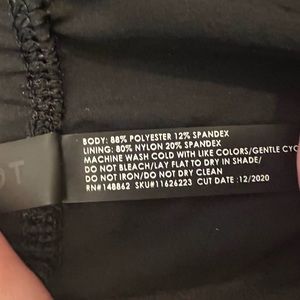 OT
BODY: 88% POLYESTER 12% SPANDEX
LINING: 80% NYLON 20% SPANDEX
MACHINE WASH COLD WITH LIKE COLORS/GENTLE CYC
DO NOT BLEACH/LAY FLAT TO DRY IN SHADE/
DO NOT IRON/DO NOT DRY CLEAN
RN#148862 SKU#11626223 CUT DATE :12/2020